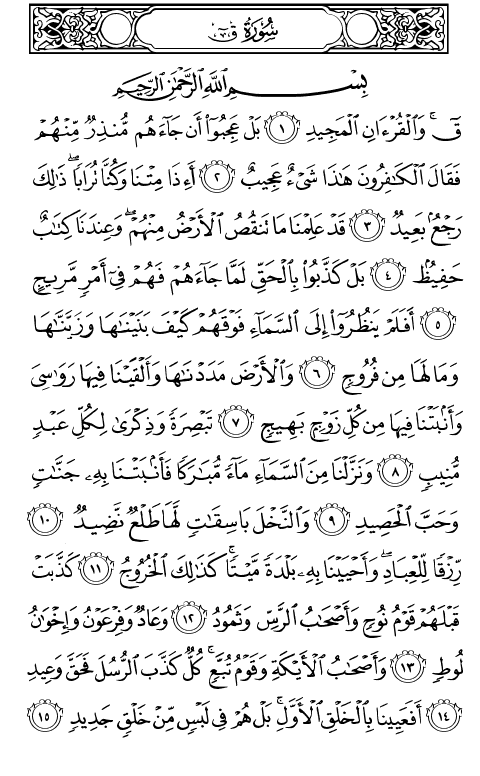 سُورَةُ قٓ
بِسْمِ ٱللَّهِ ٱلرَّحْمَٰنِ ٱلرَّحِيمِ
قٓ ۚ وَٱلْقُرْءَانِ ٱلْمَجِيدِ ١ بَلْ عَجِبُوٓا۟ أَن جَآءَهُم مُّنذِرٌ مِّنْهُمْ
فَقَالَ ٱلْكَٰفِرُونَ هَٰذَا شَىْءٌ عَجِيبٌ ٢ أَءِذَا مِتْنَا وَكُنَّا تُرَابًا ۖ ذَٰلِكَ
رَجْعٌۢ بَعِيدٌ ٣ قَدْ عَلِمْنَا مَا تَنقُصُ ٱلْأَرْضُ مِنْهُمْ ۖ وَعِندَنَا كِتَٰبٌ
حَفِيظٌۢ ٤ بَلْ كَذَّبُوا۟ بِٱلْحَقِّ لَمَّا جَآءَهُمْ فَهُمْ فِىٓ أَمْرٍ مَّرِيجٍ
٥ أَفَلَمْ يَنظُرُوٓا۟ إِلَى ٱلسَّمَآءِ فَوْقَهُمْ كَيْفَ بَنَيْنَٰهَا وَزَيَّنَّٰهَا
وَمَا لَهَا مِن فُرُوجٍ ٦ وَٱلْأَرْضَ مَدَدْنَٰهَا وَأَلْقَيْنَا فِيهَا رَوَٰسِىَ
وَأَنۢبَتْنَا فِيهَا مِن كُلِّ زَوْجٍۭ بَهِيجٍ ٧ تَبْصِرَةً وَذِكْرَىٰ لِكُلِّ عَبْدٍ
مُّنِيبٍ ٨ وَنَزَّلْنَا مِنَ ٱلسَّمَآءِ مَآءً مُّبَٰرَكًا فَأَنۢبَتْنَا بِهِۦ جَنَّٰتٍ
وَحَبَّ ٱلْحَصِيدِ ٩ وَٱلنَّخْلَ بَاسِقَٰتٍ لَّهَا طَلْعٌ نَّضِيدٌ ١٠
رِّزْقًا لِّلْعِبَادِ ۖ وَأَحْيَيْنَا بِهِۦ بَلْدَةً مَّيْتًا ۚ كَذَٰلِكَ ٱلْخُرُوجُ ١١ كَذَّبَتْ
قَبْلَهُمْ قَوْمُ نُوحٍ وَأَصْحَٰبُ ٱلرَّسِّ وَثَمُودُ ١٢ وَعَادٌ وَفِرْعَوْنُ وَإِخْوَٰنُ
لُوطٍ ١٣ وَأَصْحَٰبُ ٱلْأَيْكَةِ وَقَوْمُ تُبَّعٍ ۚ كُلٌّ كَذَّبَ ٱلرُّسُلَ فَحَقَّ وَعِيدِ
١٤ أَفَعَيِينَا بِٱلْخَلْقِ ٱلْأَوَّلِ ۚ بَلْ هُمْ فِى لَبْسٍ مِّنْ خَلْقٍ جَدِيدٍ ١٥